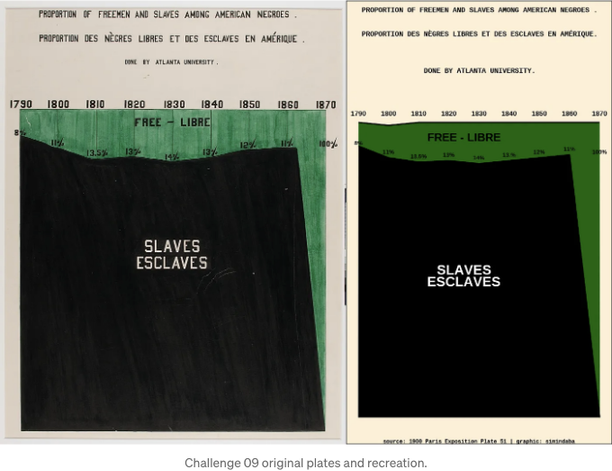 PROPORTION OF FREEMEN AND SLAVES AMONG AMERICAN NEGROES .
PROPORTION DES NÈGRES LIBRES ET DES ESCLAVES EN AMÉRIQUE .
DONE BY ATLANTA UNIVERSITY .
1790 1800 1810 1820 1830 1840 1850 1860 1870
FREE – LIBRE
8% 11% 13.5% 13% 14% 13% 12% 11% 100%
SLAVES
ESCLAVES
PROPORTION OF FREEMEN AND SLAVES AMONG AMERICAN NEGROES .
PROPORTION DES NÈGRES LIBRES ET DES ESCLAVES EN AMÉRIQUE.
DONE BY ATLANTA UNIVERSITY.
1790 1800 1810 1820 1830 1840 1850 1860 1870
FREE - LIBRE
8% 11% 13.5% 13% 14% 13 % 12% 11% 100%
SLAVES
ESCLAVES
source: 1900 Paris Exposition Plate 51 | graphic: simindaba
Challenge 09 original plates and recreation.